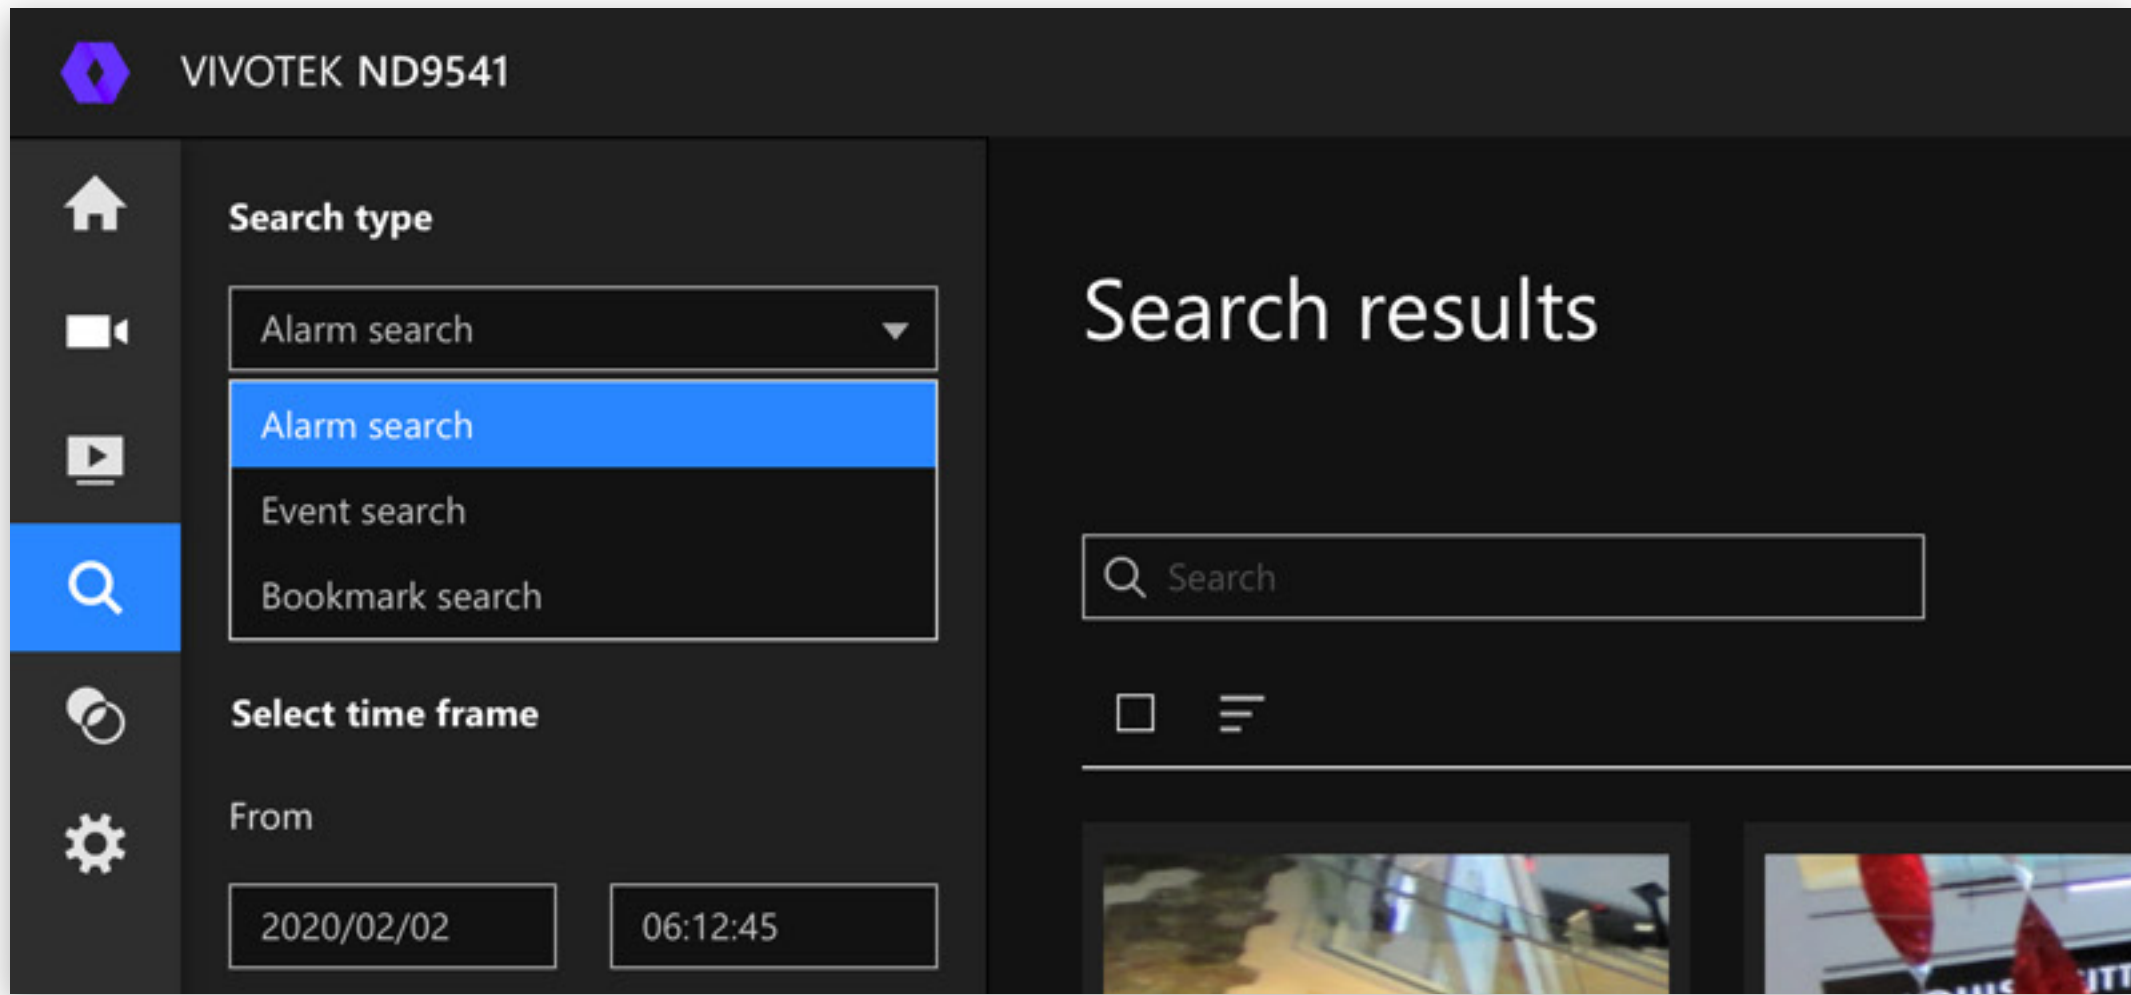 VIVOTEK ND9541
Search type
Alarm search
Alarm search
Event search
Bookmark search
Select time frame
From
2020/02/02 06:12:45
Search results
Search